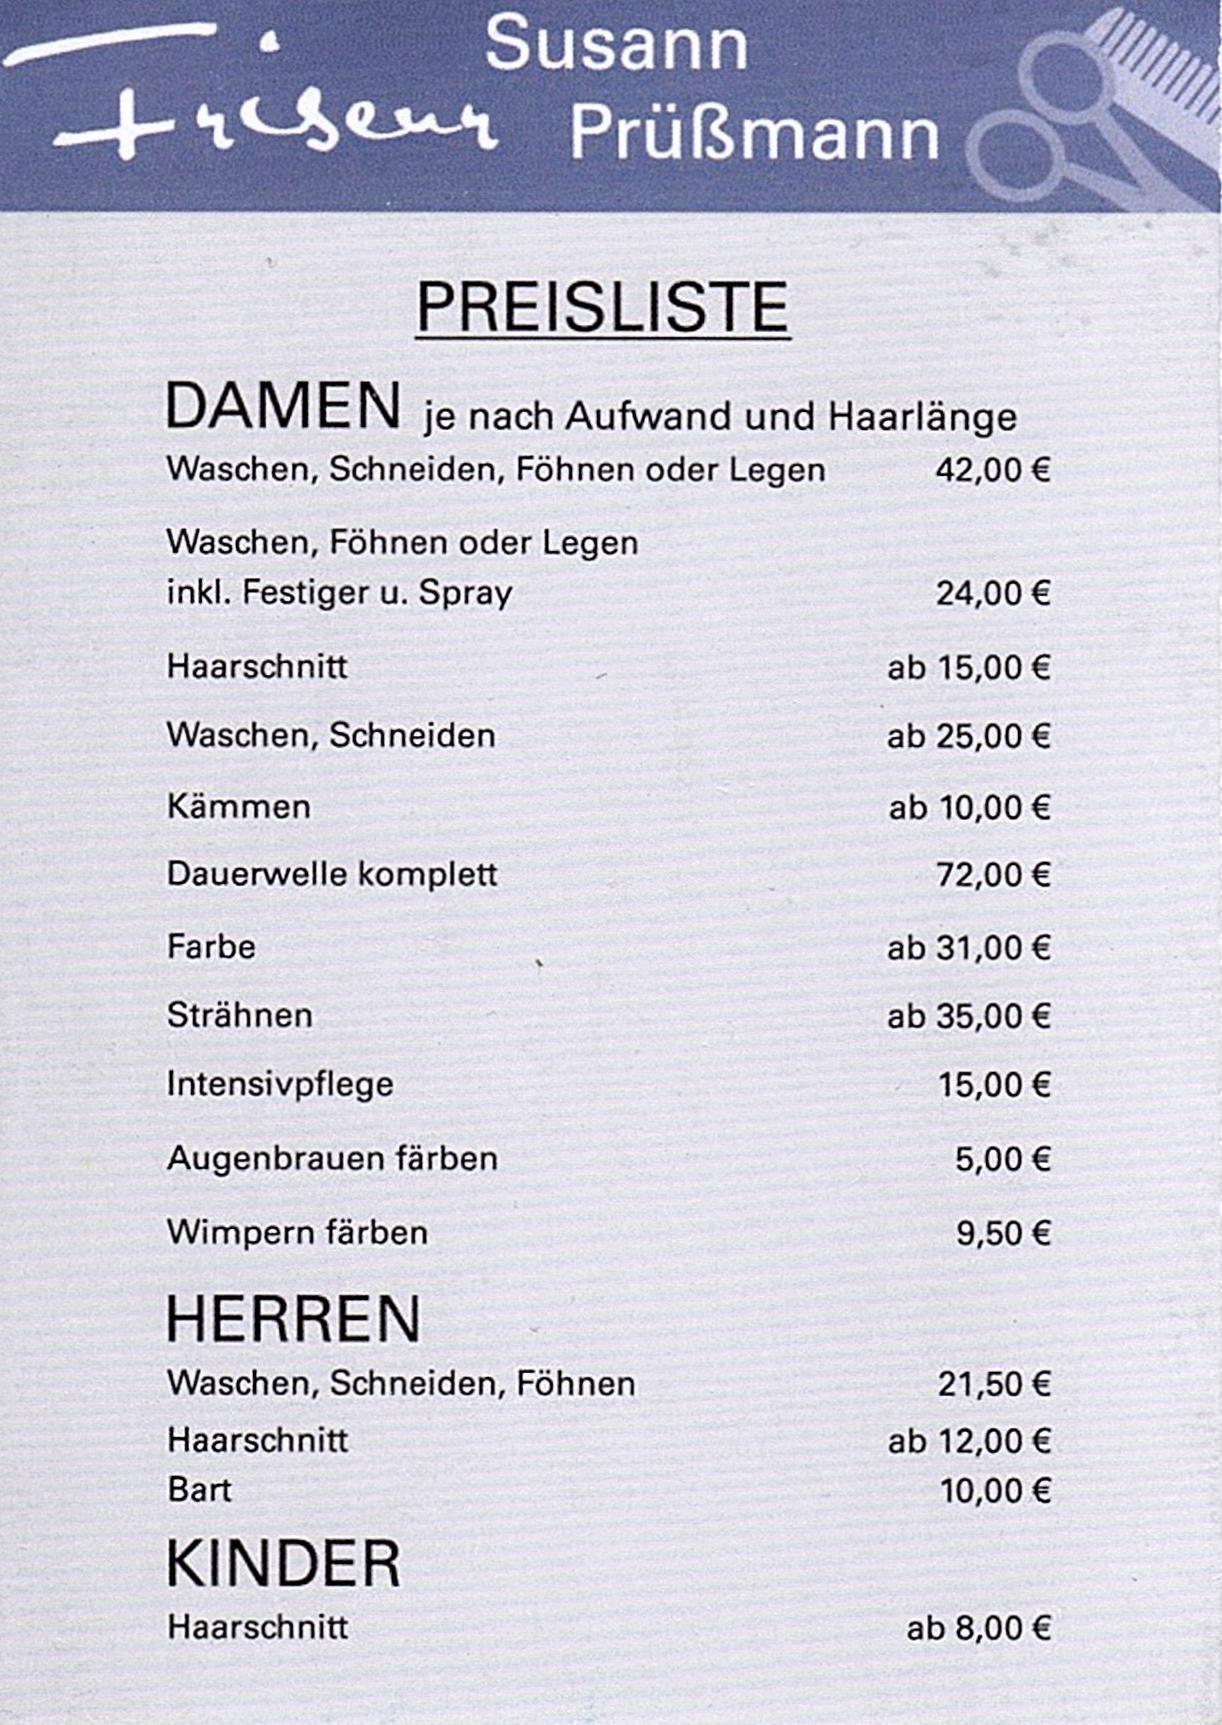 Friseur Susann
Prüßmann
PREISLISTE
DAMEN je nach Aufwand und Haarlänge
Waschen, Schneiden, Föhnen oder Legen 42,00 €
Waschen, Föhnen oder Legen
inkl. Festiger u. Spray 24,00 €
Haarschnitt ab 15,00 €
Waschen, Schneiden ab 25,00 €
Kämmen ab 10,00 €
Dauerwelle komplett 72,00 €
Farbe ab 31,00 €
Strähnen ab 35,00 €
Intensivpflege 15,00 €
Augenbrauen färben 5,00 €
Wimpern färben 9,50 €
HERREN
Waschen, Schneiden, Föhnen 21,50 €
Haarschnitt ab 12,00 €
Bart 10,00 €
KINDER
Haarschnitt ab 8,00 €